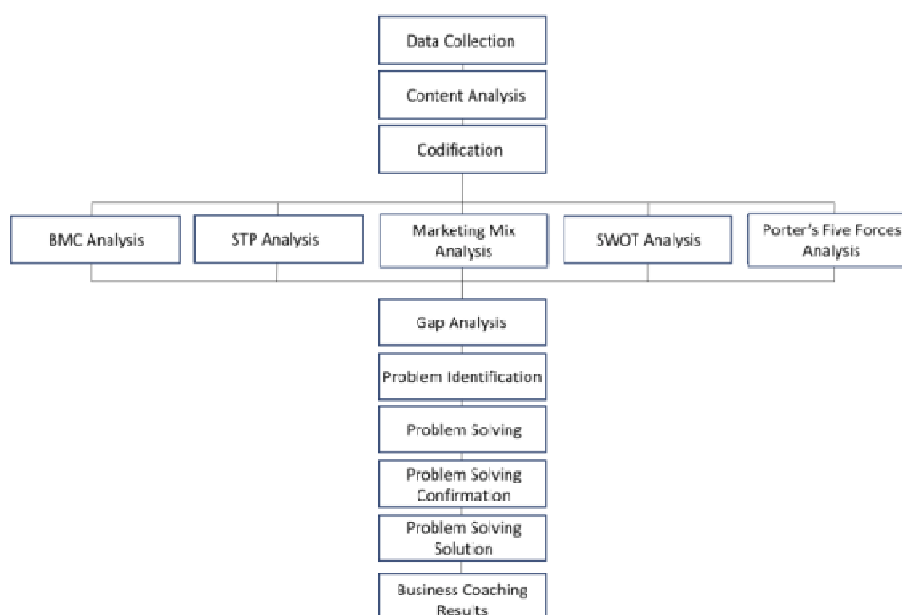 Data Collection
Content Analysis
Codification
BMC Analysis
STP Analysis
Marketing Mix
Analysis
SWOT Analysis
Porter's Five Forces
Analysis
Gap Analysis
Problem Identification
Problem Solving
Problem Solving
Confirmation
Problem Solving
Solution
Business Coaching
Results